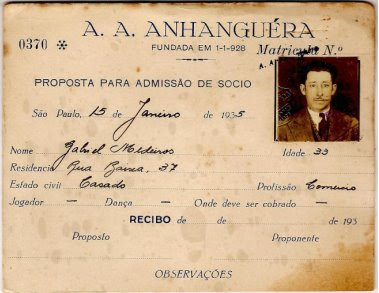 A. A. ANHANGUÉRA
0370 *
FUNDADA EM 1-1-928
Matricula N.º
PROPOSTA PARA ADMISSÃO DE SOCIO
São Paulo, 15 de Janeiro de 1935
Nome Gabriel Medeiros Idade 33
Residencia Rua Barra, 37
Estado civil Casado Profissão Comercio
Jogador — Dança — Onde deve ser cobrado —
RECIBO de de de 193
Proposto Proponente
OBSERVAÇÕES